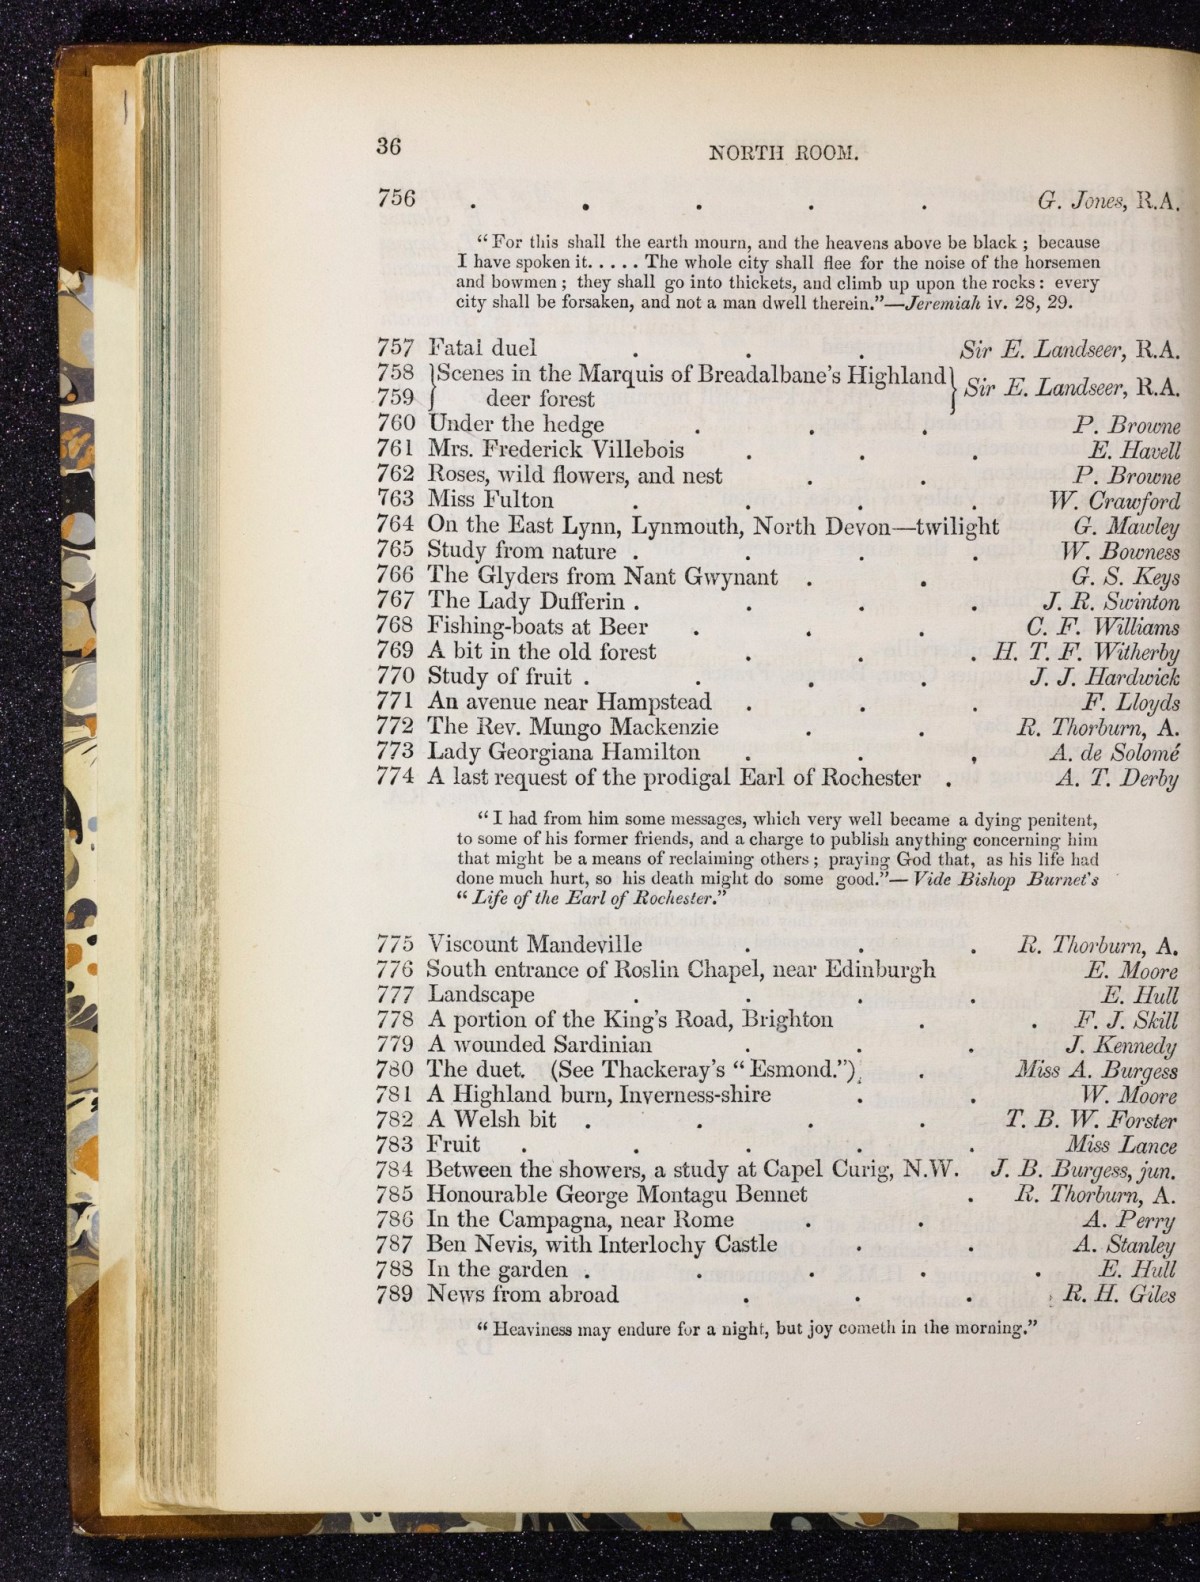 36
NORTH ROOM.
756 . . . . . G. Jones, R.A.
“For this shall the earth mourn, and the heavens above be black; because
I have spoken it..... The whole city shall flee for the noise of the horsemen
and bowmen; they shall go into thickets, and climb up upon the rocks: every
city shall be forsaken, and not a man dwell therein.”—Jeremiah iv. 28, 29.
757 Fatal duel . . . Sir E. Landseer, R.A.
758 } Scenes in the Marquis of Breadalbane's Highland } Sir E. Landseer, R.A.
759 } deer forest
760 Under the hedge . . . P. Browne
761 Mrs. Frederick Villebois . . . E. Havell
762 Roses, wild flowers, and nest . . P. Browne
763 Miss Fulton . . . . W. Crawford
764 On the East Lynn, Lynmouth, North Devon—twilight G. Mawley
765 Study from nature . . . . W. Bowness
766 The Glyders from Nant Gwynant . . G. S. Keys
767 The Lady Dufferin . . . . J. R. Swinton
768 Fishing-boats at Beer . . . C. F. Williams
769 A bit in the old forest . . . H. T. F. Witherby
770 Study of fruit . . . . J. J. Hardwick
771 An avenue near Hampstead . . . F. Lloyds
772 The Rev. Mungo Mackenzie . . R. Thorburn, A.
773 Lady Georgiana Hamilton . . , A. de Solomé
774 A last request of the prodigal Earl of Rochester . A. T. Derby
“I had from him some messages, which very well became a dying penitent,
to some of his former friends, and a charge to publish anything concerning him
that might be a means of reclaiming others; praying God that, as his life had
done much hurt, so his death might do some good.”—Vide Bishop Burnet's
“Life of the Earl of Rochester.”
775 Viscount Mandeville . . . R. Thorburn, A.
776 South entrance of Roslin Chapel, near Edinburgh E. Moore
777 Landscape . . . . E. Hull
778 A portion of the King's Road, Brighton . . F. J. Skill
779 A wounded Sardinian . . . J. Kennedy
780 The duet. (See Thackeray's “Esmond.”) . Miss A. Burgess
781 A Highland burn, Inverness-shire . . W. Moore
782 A Welsh bit . . . . T. B. W. Forster
783 Fruit . . . . . Miss Lance
784 Between the showers, a study at Capel Curig, N.W. J. B. Burgess, jun.
785 Honourable George Montagu Bennet . R. Thorburn, A.
786 In the Campagna, near Rome . . A. Perry
787 Ben Nevis, with Interlochy Castle . . A. Stanley
788 In the garden . . . . . E. Hull
789 News from abroad . . . R. H. Giles
“Heaviness may endure for a night, but joy cometh in the morning.”